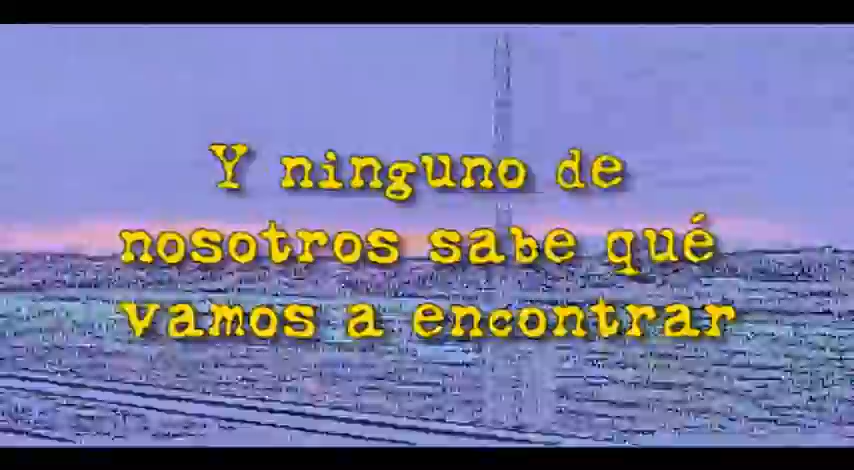 Y ninguno de
nosotros sabe qué
vamos a encontrar